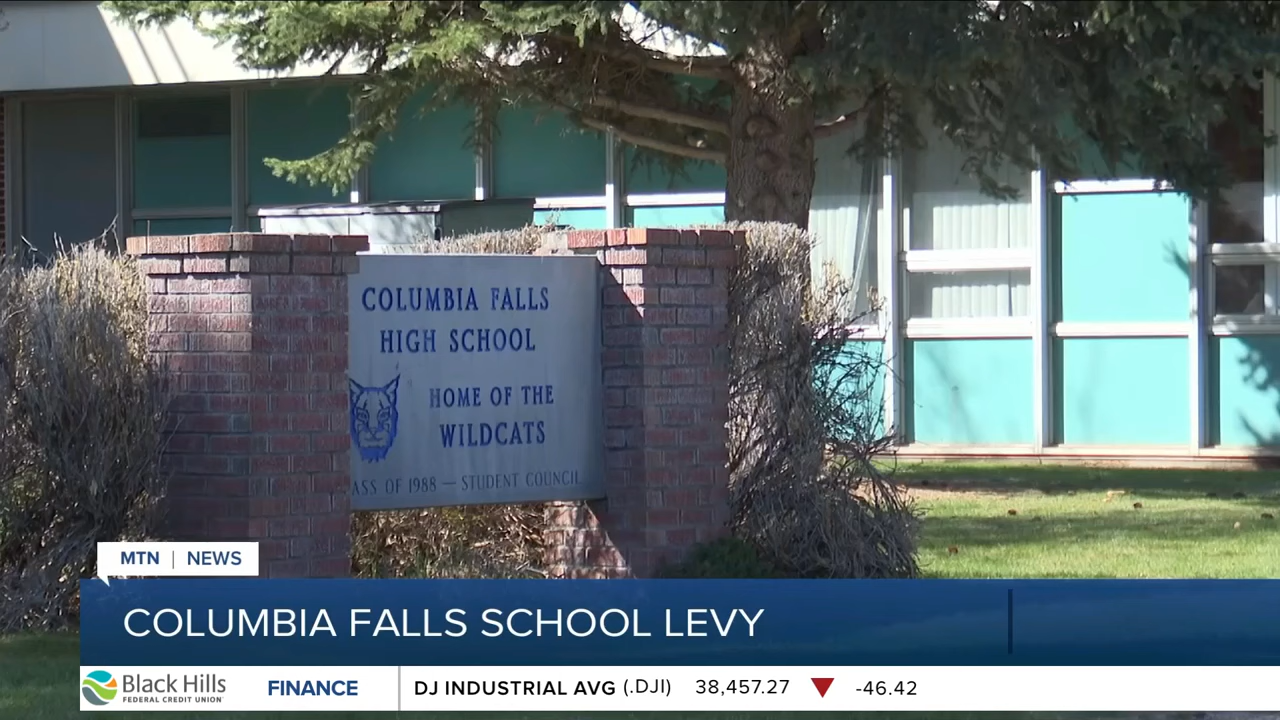 COLUMBIA FALLS
HIGH SCHOOL
HOME OF THE
WILDCATS
ASS OF 1988 — STUDENT COUNCIL
MTN | NEWS
COLUMBIA FALLS SCHOOL LEVY
Black Hills
FEDERAL CREDIT UNION
FINANCE
DJ INDUSTRIAL AVG (.DJI) 38,457.27 ▼ -46.42